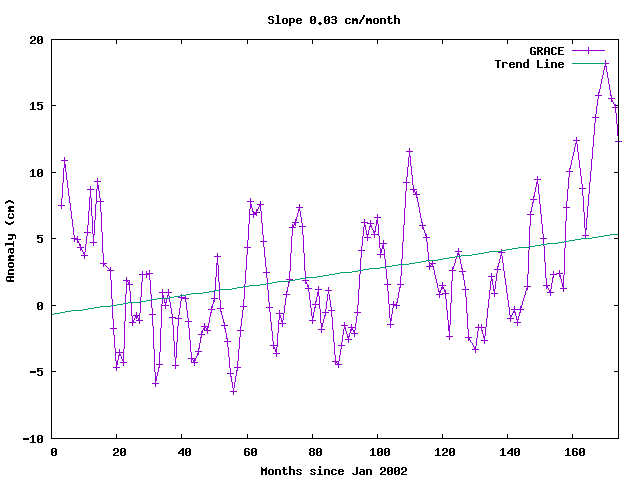 Slope 0.03 cm/month
GRACE
Trend Line
20
15
10
5
0
-5
-10
Anomaly (cm)
0 20 40 60 80 100 120 140 160
Months since Jan 2002